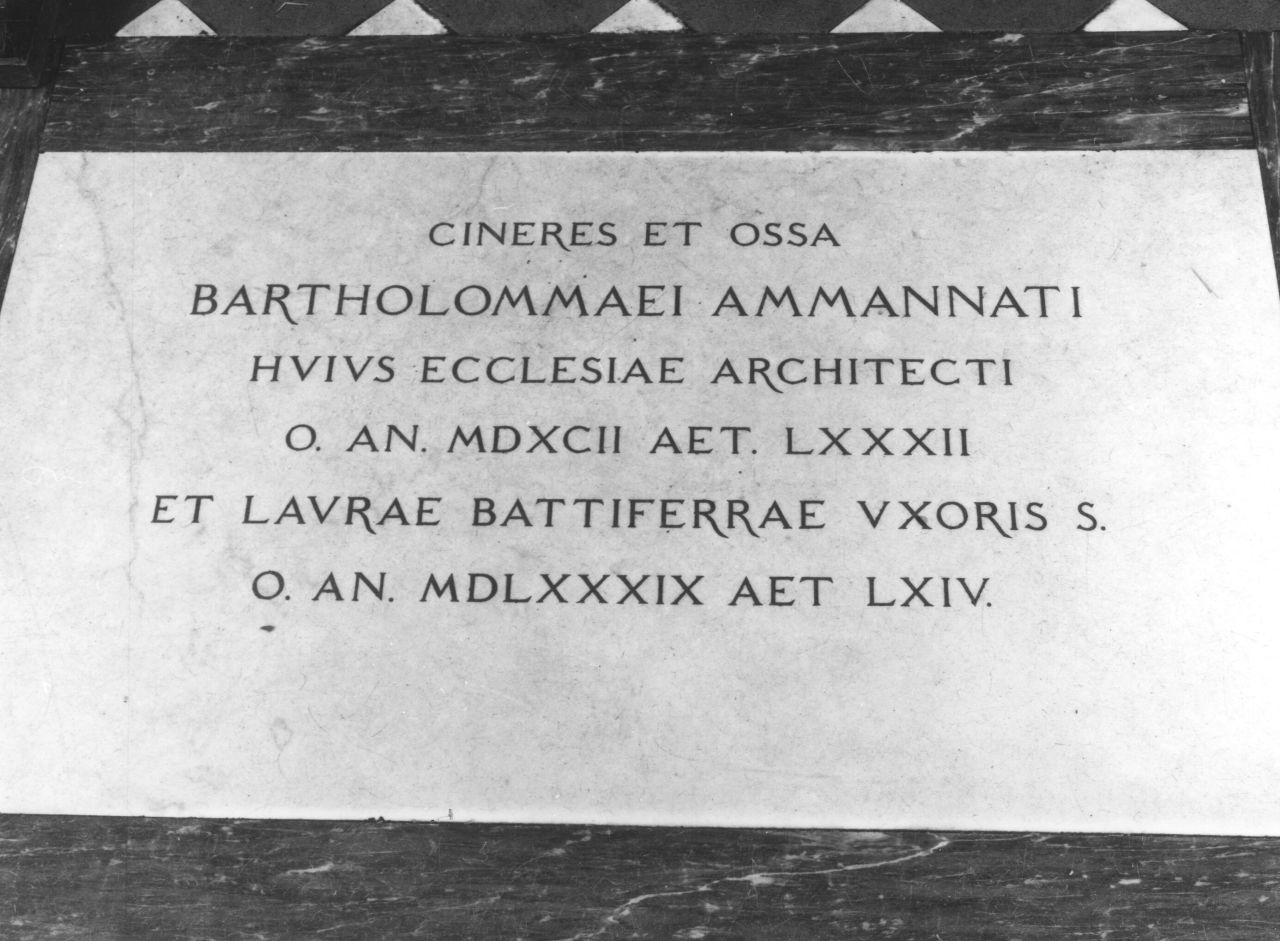 CINERES ET OSSA
BARTHOLOMMAEI AMMANNATI
HVIVS ECCLESIAE ARCHITECTI
O. AN. MDXCII AET. LXXXII
ET LAVRAE BATTIFERRAE VXORIS S.
O. AN. MDLXXXIX AET LXIV.